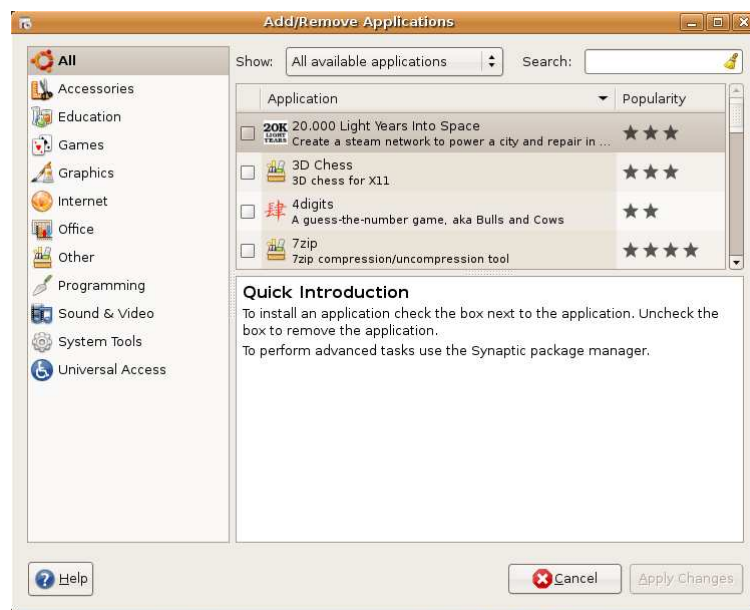 Add/Remove Applications
All
Accessories
Education
Games
Graphics
Internet
Office
Other
Programming
Sound & Video
System Tools
Universal Access
Show: All available applications Search:
Application Popularity
20K LIGHT YEARS
20.000 Light Years Into Space
Create a steam network to power a city and repair in ...
3D Chess
3D chess for X11
肆
4digits
A guess-the-number game, aka Bulls and Cows
7zip
7zip compression/uncompression tool
Quick Introduction
To install an application check the box next to the application. Uncheck the
box to remove the application.
To perform advanced tasks use the Synaptic package manager.
Help
Cancel
Apply Changes